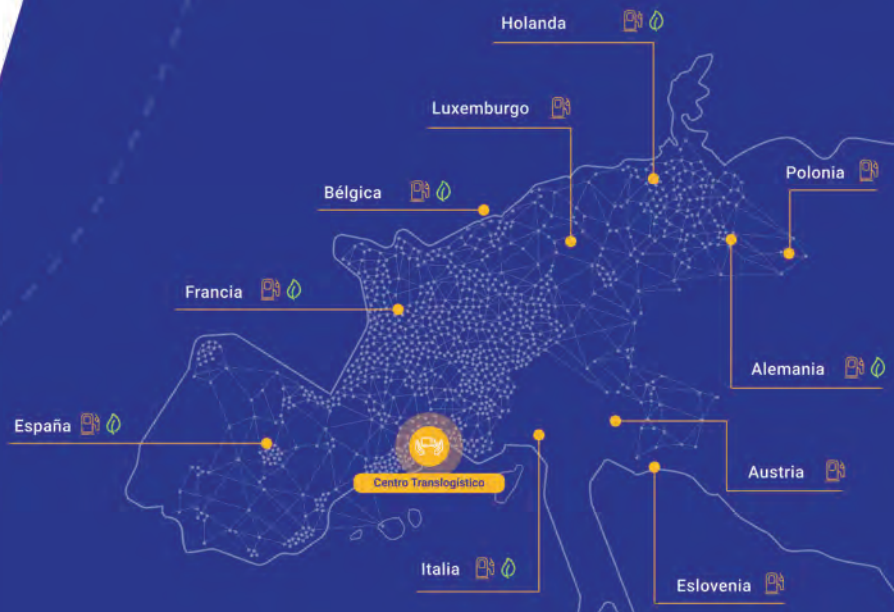 Holanda
Luxemburgo
Polonia
Bélgica
Francia
Alemania
España
Austria
Centro Translogístico
Italia
Eslovenia